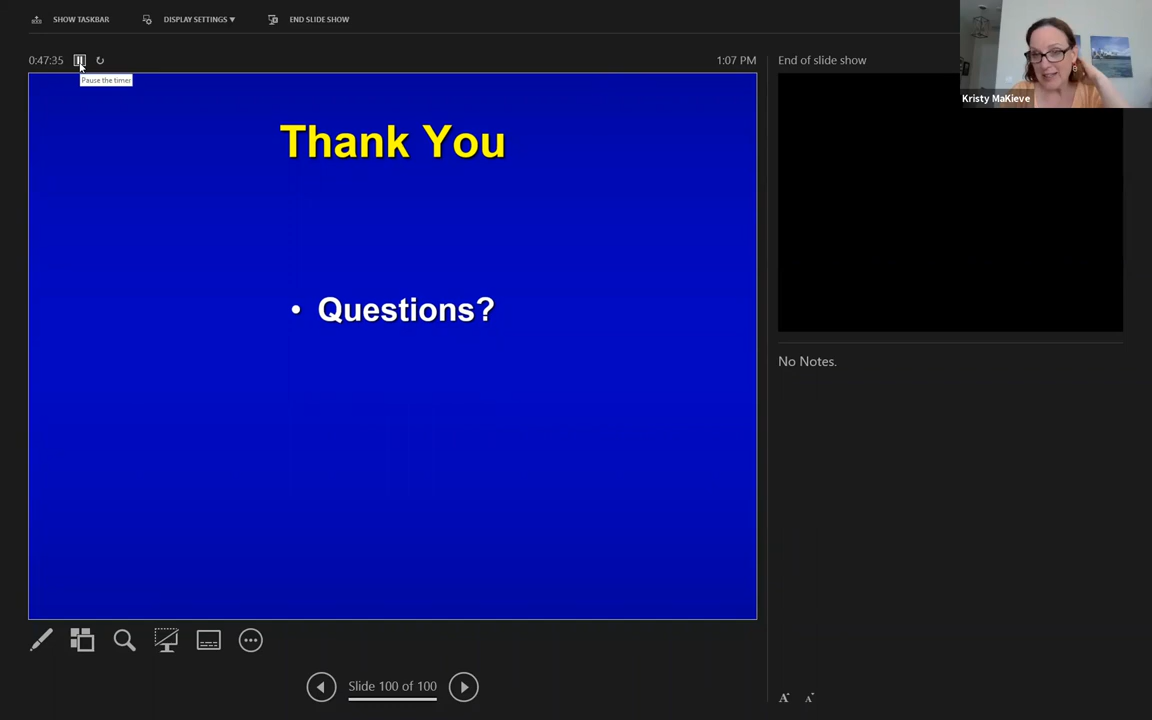 SHOW TASKBAR
DISPLAY SETTINGS ▼
END SLIDE SHOW
0:47:35
Pause the timer
1:07 PM
End of slide show
Kristy MaKieve
Thank You
• Questions?
No Notes.
Slide 100 of 100
A
A